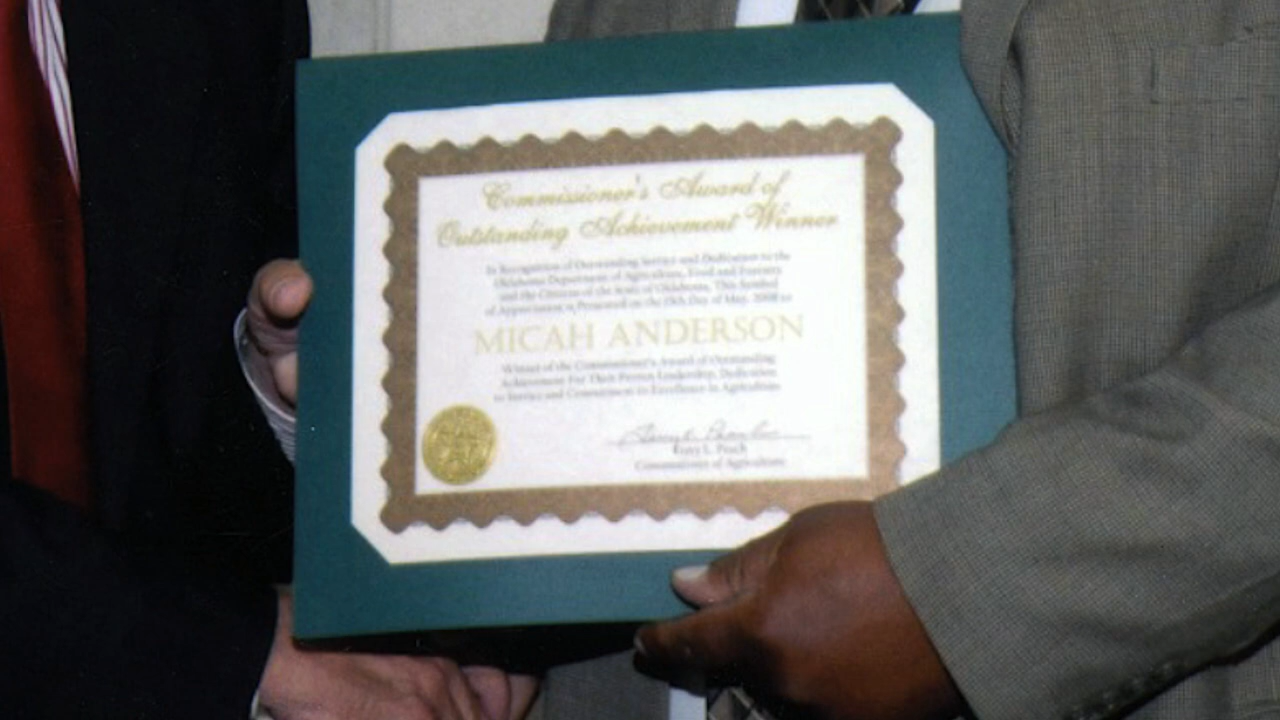 Commissioner's Award of
Outstanding Achievement Winner
In Recognition of Outstanding Service and Dedication to the
Oklahoma Department of Agriculture, Food and Forestry
and the Citizens of the State of Oklahoma, This Symbol
of Appreciation is Presented on the Day of May, 2008 to
MICAH ANDERSON
Winner of the Commissioner's Award of Outstanding
Achievement For Their Proven Leadership, Dedication
to Service and Commitment to Excellence in Agriculture
Terry L. Peach
Commissioner of Agriculture